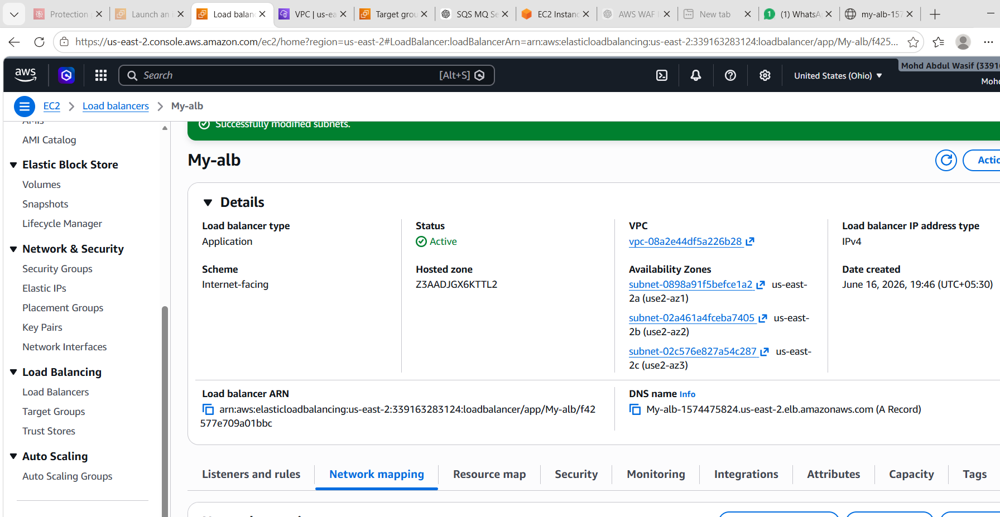 Protection
Launch an
Load balan
VPC | us-ea
Target grou
SQS MQ Se
EC2 Instan
AWS WAF
New tab
(1) WhatsA
my-alb-157
https://us-east-2.console.aws.amazon.com/ec2/home?region=us-east-2#LoadBalancer:loadBalancerArn=arn:aws:elasticloadbalancing:us-east-2:339163283124:loadbalancer/app/My-alb/f425...
aws
Search
[Alt+S]
United States (Ohio)
Mohd Abdul Wasif (3391
Moh
EC2
Load balancers
My-alb
AMIs
AMI Catalog
Elastic Block Store
Volumes
Snapshots
Lifecycle Manager
Network & Security
Security Groups
Elastic IPs
Placement Groups
Key Pairs
Network Interfaces
Load Balancing
Load Balancers
Target Groups
Trust Stores
Auto Scaling
Auto Scaling Groups
Successfully modified subnets.
My-alb
Actio
Details
Load balancer type
Application
Scheme
Internet-facing
Status
Active
Hosted zone
Z3AADJGX6KTTL2
VPC
vpc-08a2e44df5a226b28
Availability Zones
subnet-0898a91f5befce1a2 us-east-
2a (use2-az1)
subnet-02a461a4fceba7405 us-east-
2b (use2-az2)
subnet-02c576e827a54c287 us-east-
2c (use2-az3)
Load balancer IP address type
IPv4
Date created
June 16, 2026, 19:46 (UTC+05:30)
Load balancer ARN
arn:aws:elasticloadbalancing:us-east-2:339163283124:loadbalancer/app/My-alb/f42
577e709a01bbc
DNS name Info
My-alb-1574475824.us-east-2.elb.amazonaws.com (A Record)
Listeners and rules
Network mapping
Resource map
Security
Monitoring
Integrations
Attributes
Capacity
Tags